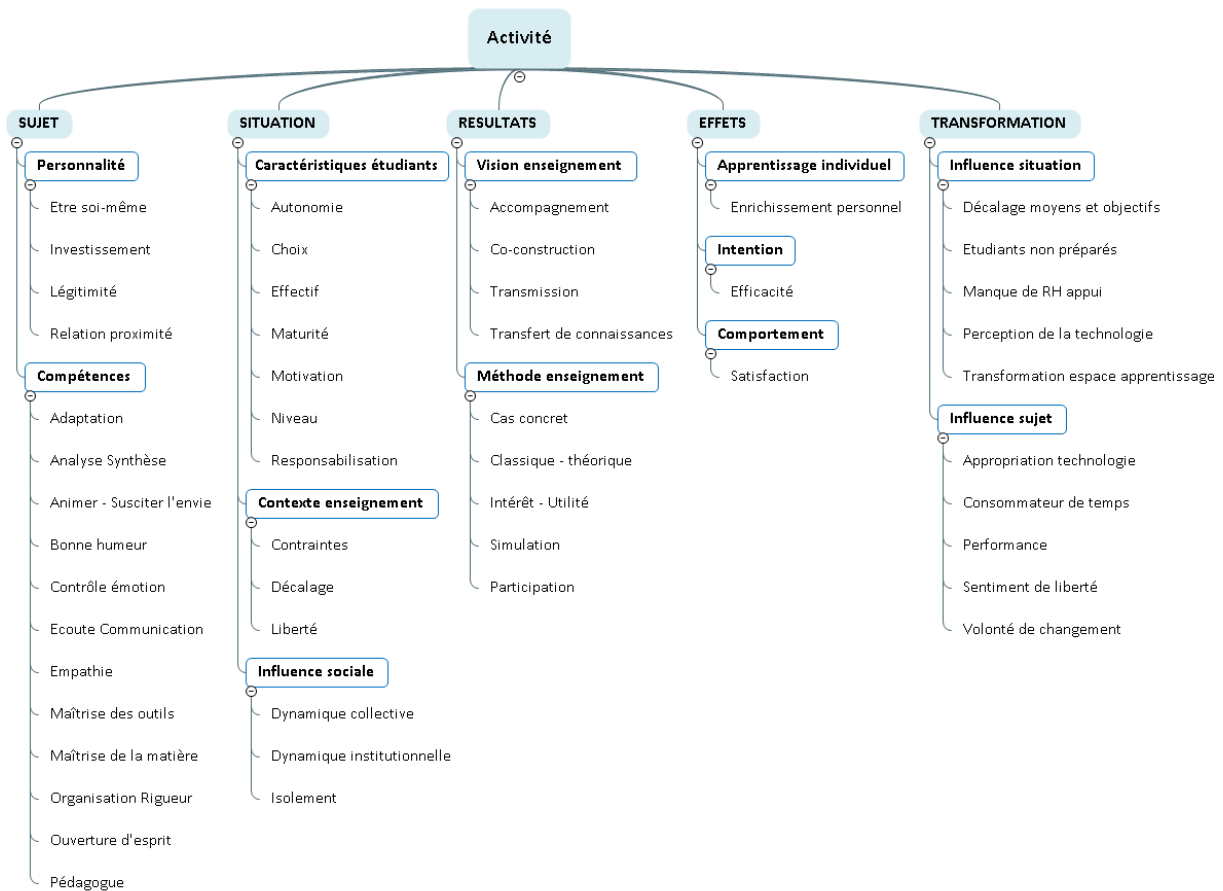 Activité
SUJET
Personnalité
Etre soi-même
Investissement
Légitimité
Relation proximité
Compétences
Adaptation
Analyse Synthèse
Animer - Susciter l'envie
Bonne humeur
Contrôle émotion
Ecoute Communication
Empathie
Maîtrise des outils
Maîtrise de la matière
Organisation Rigueur
Ouverture d'esprit
Pédagogue
SITUATION
Caractéristiques étudiants
Autonomie
Choix
Effectif
Maturité
Motivation
Niveau
Responsabilisation
Contexte enseignement
Contraintes
Décalage
Liberté
Influence sociale
Dynamique collective
Dynamique institutionnelle
Isolement
RESULTATS
Vision enseignement
Accompagnement
Co-construction
Transmission
Transfert de connaissances
Méthode enseignement
Cas concret
Classique - théorique
Intérêt - Utilité
Simulation
Participation
EFFETS
Apprentissage individuel
Enrichissement personnel
Intention
Efficacité
Comportement
Satisfaction
TRANSFORMATION
Influence situation
Décalage moyens et objectifs
Etudiants non préparés
Manque de RH appui
Perception de la technologie
Transformation espace apprentissage
Influence sujet
Appropriation technologie
Consommateur de temps
Performance
Sentiment de liberté
Volonté de changement